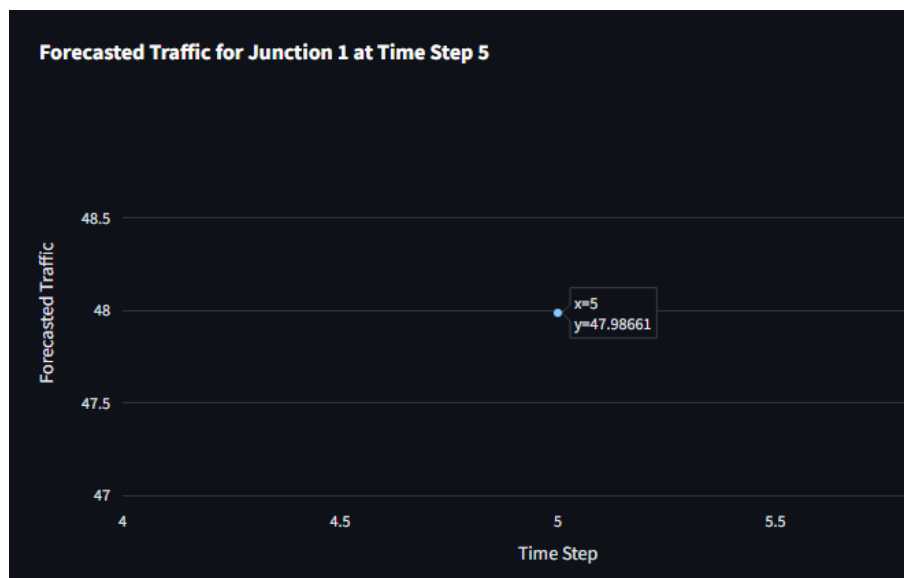 Forecasted Traffic for Junction 1 at Time Step 5
48.5
48
47.5
47
Forecasted Traffic
x=5
y=47.98661
4
4.5
5
5.5
Time Step